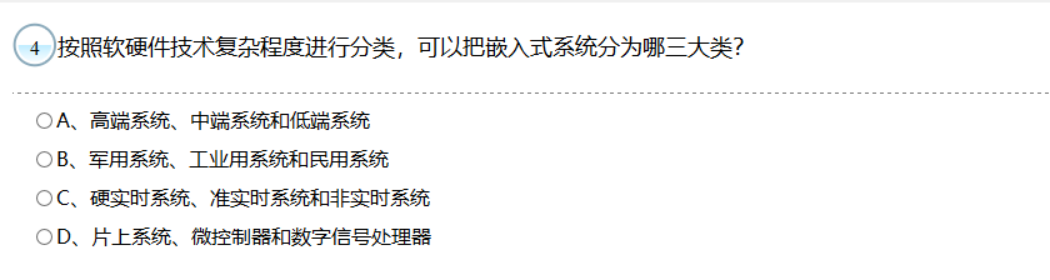 4 按照软硬件技术复杂程度进行分类，可以把嵌入式系统分为哪三大类？
A、高端系统、中端系统和低端系统
B、军用系统、工业用系统和民用系统
C、硬实时系统、准实时系统和非实时系统
D、片上系统、微控制器和数字信号处理器